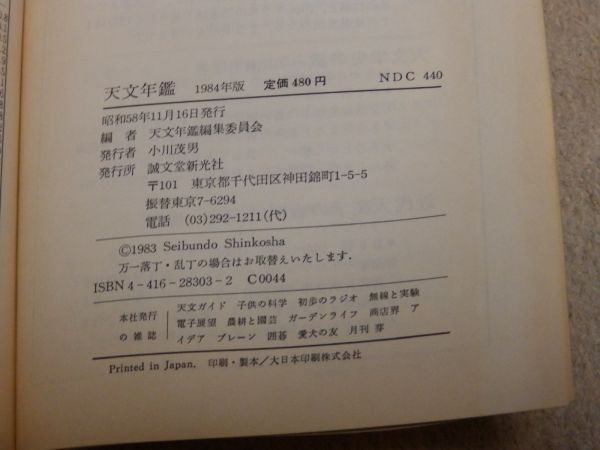 天文年鑑 1984年版 定価 480円 NDC 440
昭和58年11月16日発行
編 者 天文年鑑編集委員会
発行者 小川茂男
発行所 誠文堂新光社
〒101 東京都千代田区神田錦町1-5-5
振替東京7-6294
電話 (03)292-1211(代)
©1983 Seibundo Shinkosha
万一落丁・乱丁の場合はお取替えいたします.
ISBN4-416-28303-2 C0044
本社発行
の雑誌
天文ガイド 子供の科学 初歩のラジオ 無線と実験
電子展望 農耕と園芸 ガーデンライフ 商店界 ア
イデア ブレーン 囲碁 愛犬の友 月刊 芽
Printed in Japan. 印刷・製本/大日本印刷株式会社